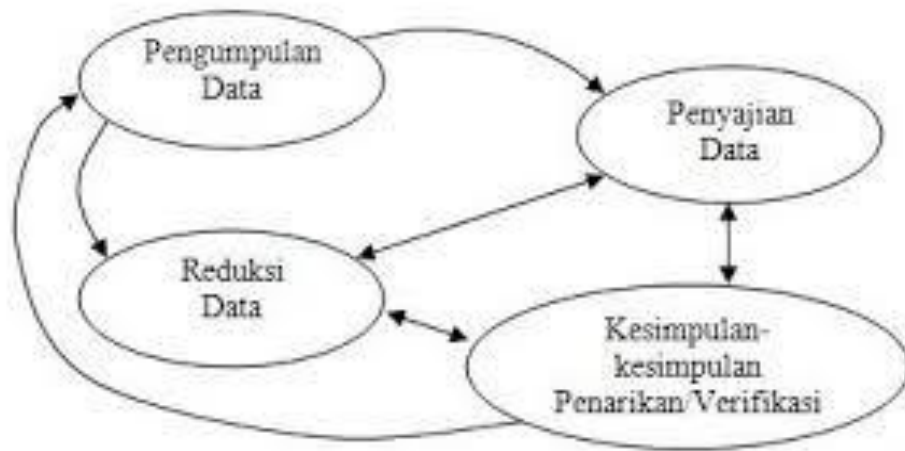 Pengumpulan
Data
Penyajian
Data
Reduksi
Data
Kesimpulan-
kesimpulan
Penarikan/Verifikasi